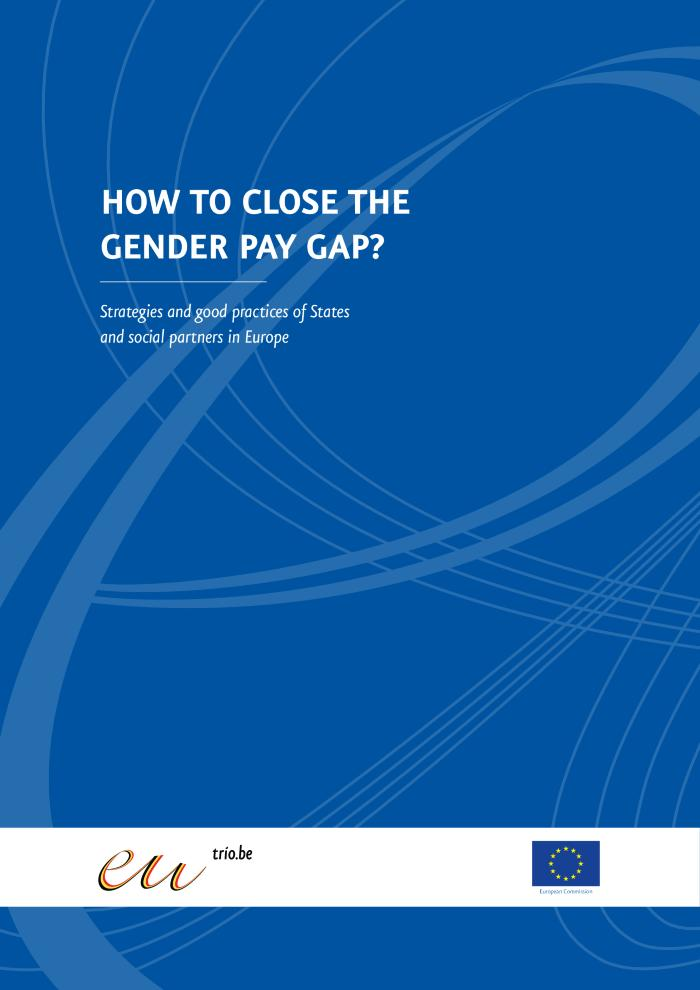 HOW TO CLOSE THE
GENDER PAY GAP?
Strategies and good practices of States
and social partners in Europe
eu trio.be
European Commission